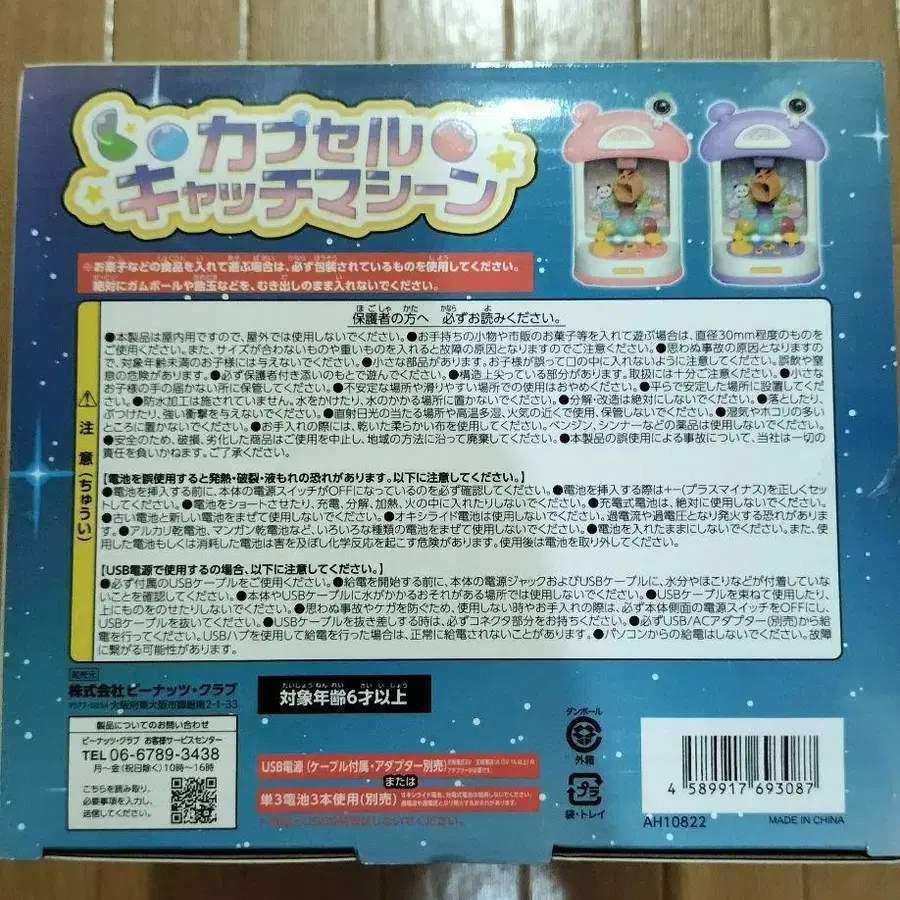 カプセル
キャッチマシーン
※お菓子などの食品を入れて遊ぶ場合は、必ず包装されているものを使用してください。
絶対にガムボールや飴玉などを、むき出しのまま入れないでください。
ほごしゃ かた かなら よ
保護者の方へ 必ずお読みください。
注意(ちゅうい)
●本製品は屋内用ですので、屋外では使用しないでください。●お手持ちの小物や市販のお菓子等を入れて遊ぶ場合は、直径30mm程度のものを
ご使用ください。また、サイズが合わないものや重いものを入れると故障の原因となりますのでご注意ください。●思わぬ事故の原因となりますの
で、対象年齢未満のお子様には与えないでください。●小さな部品があります。お子様が誤って口の中に入れないように注意してください。誤飲や窒
息の危険があります。●必ず保護者付き添いのもとで遊んでください。●構造上尖っている部分があります。取扱には十分ご注意ください。●小さな
お子様の手の届かない所に保管してください。●不安定な場所や滑りやすい場所での使用はおやめください。●平らで安定した場所に設置してくだ
さい。●防水加工は施されていません。水をかけたり、水のかかる場所に置かないでください。●分解・改造は絶対にしないでください。●落としたり、
ぶつけたり、強い衝撃を与えないでください。●直射日光の当たる場所や高温多湿、火気の近くで使用、保管しないでください。●湿気やホコリの多い
ところに置かないでください。●お手入れの際には、乾いた柔らかい布を使用してください。ベンジン、シンナーなどの薬品は使用しないでください。
●安全のため、破損、劣化した商品はご使用を中止し、地域の方法に沿って廃棄してください。●本製品の誤使用による事故について、当社は一切の
責任を負いかねます。ご了承ください。
【電池を誤使用すると発熱・破裂・液もれの恐れがあります。以下に注意してください。】
●電池を挿入する前に、本体の電源スイッチがOFFになっているのを必ず確認してください。●電池を挿入する際は+-(プラスマイナス)を正しくセッ
トしてください。●電池をショートさせたり、充電、分解、加熱、火の中に入れたりしないでください。●充電式電池は、絶対に使用しないでください。
●古い電池と新しい電池をまぜて使用しないでください。●オキシライド電池は使用しないでください。過電流や過電圧となり発火する恐れがありま
す。●アルカリ乾電池、マンガン乾電池など、いろいろな種類の電池をまぜて使用しないでください。●電池を入れたままにしないでください。また、使
用した電池もしくは消耗した電池は害を及ぼし化学反応を起こす危険があります。使用後は電池を取り外してください。
【USB電源で使用するの場合、以下に注意してください。】
●必ず付属のUSBケーブルをご使用ください。●給電を開始する前に、本体の電源ジャックおよびUSBケーブルに、水分やほこりなどが付着していな
いことを確認してください。●本体やUSBケーブルに水がかかるおそれがある場所では使用しないでください。●USBケーブルを束ねて使用したり、
上にものをのせたりしないでください。●思わぬ事故やケガを防ぐため、使用しない時やお手入れの際は、必ず本体側面の電源スイッチをOFFにし、
USBケーブルを抜いてください。●USBケーブルを抜き差しする時は、必ずコネクタ部分をお持ちください。●必ずUSB/ACアダプター(別売)から給
電を行ってください。USBハブを使用して給電を行った場合は、正常に給電されないことがあります。●パソコンからの給電はしないでください。故障
に繋がる可能性があります。
販売元
株式会社ピーナッツ・クラブ
大阪府東大阪市御厨南2-1-33
たいしょうねんれい さい いじょう
対象年齢6才以上
製品についてのお問い合わせ
ピーナッツ・クラブ お客様サービスセンター
TEL 06-6789-3438
月～金(祝日除く)10時～16時
こちらを読み取り、
必要事項を入力し、
送信してください。
USB電源(ケーブル付属・アダプター別売)
または
単3電池3本使用(別売)
ダンボール
外箱
プラ
袋・トレイ
4 589917 693087
AH10822
MADE IN CHINA